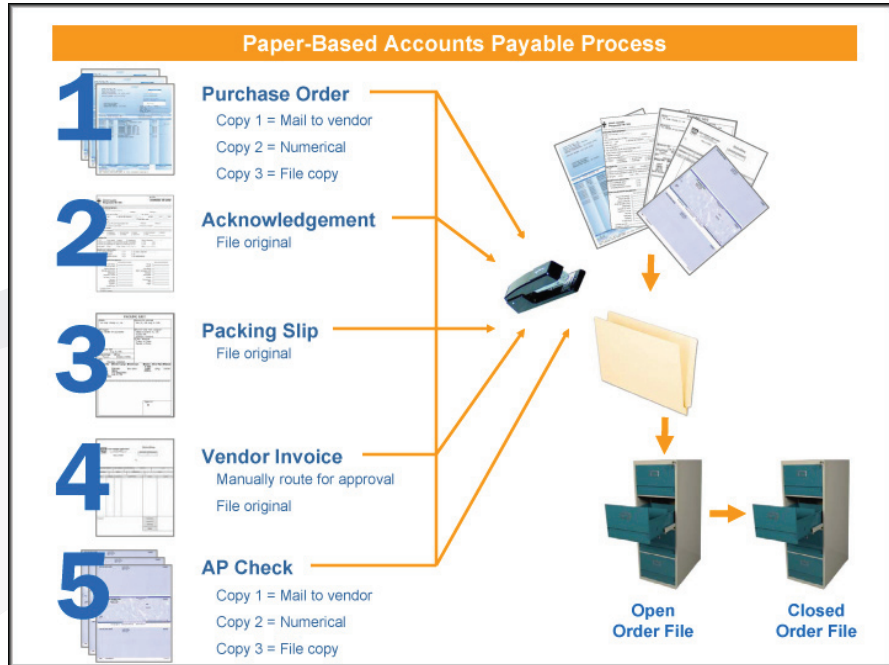 Paper-Based Accounts Payable Process
1
Purchase Order
Copy 1 = Mail to vendor
Copy 2 = Numerical
Copy 3 = File copy
2
Acknowledgement
File original
3
Packing Slip
File original
4
Vendor Invoice
Manually route for approval
File original
5
AP Check
Copy 1 = Mail to vendor
Copy 2 = Numerical
Copy 3 = File copy
Open
Order File
Closed
Order File